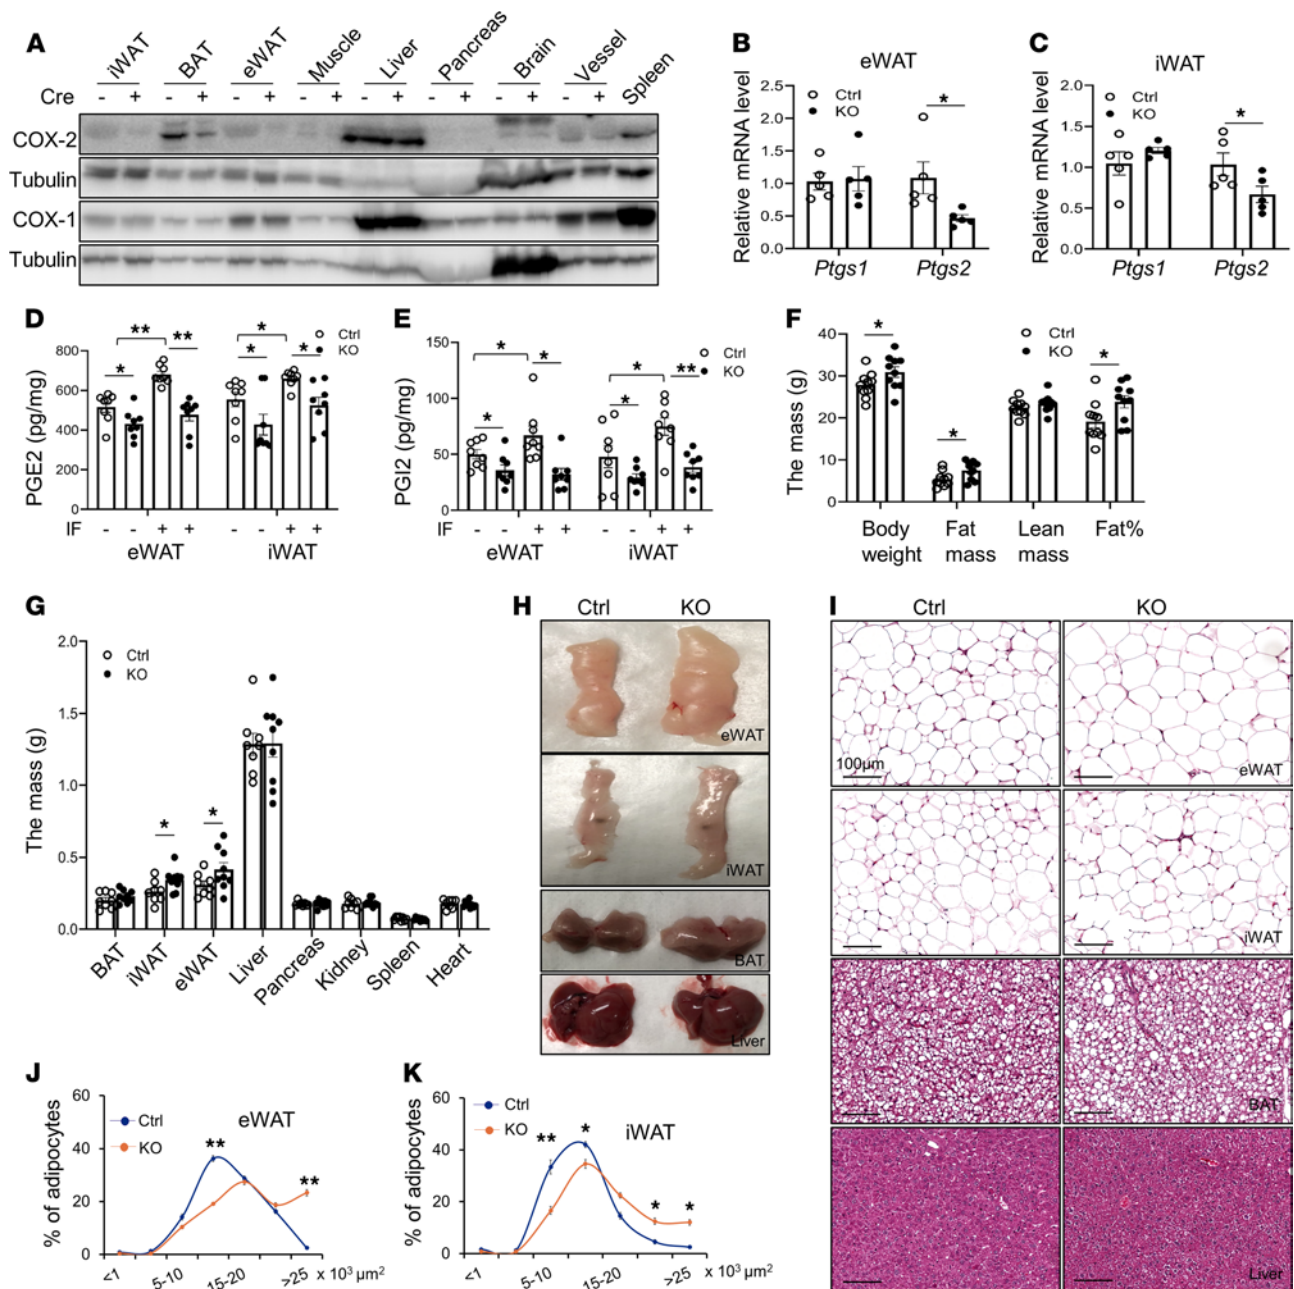 A
iWAT BAT eWAT Muscle Liver Pancreas Brain Vessel Spleen
Cre - + - + - + - + - + - + - + - +
COX-2
Tubulin
COX-1
Tubulin
B
eWAT
Relative mRNA level
2.5
2.0
1.5
1.0
0.5
0.0
Ctrl
KO
*
Ptgs1 Ptgs2
C
iWAT
Relative mRNA level
2.0
1.5
1.0
0.5
0.0
Ctrl
KO
*
Ptgs1 Ptgs2
D
PGE2 (pg/mg)
800
600
400
200
0
** * ** * * *
Ctrl
KO
IF - - + + - - + +
eWAT iWAT
E
PGI2 (pg/mg)
150
100
50
0
* * * * * **
Ctrl
KO
IF - - + + - - + +
eWAT iWAT
F
The mass (g)
40
30
20
10
0
* * *
Ctrl
KO
Body weight
Fat mass
Lean mass
Fat%
G
The mass (g)
2.0
1.5
1.0
0.5
0.0
Ctrl
KO
* *
BAT iWAT eWAT Liver Pancreas Kidney Spleen Heart
H
Ctrl KO
eWAT
iWAT
BAT
Liver
I
Ctrl KO
100μm
eWAT
iWAT
BAT
Liver
J
eWAT
% of adipocytes
60
40
20
0
Ctrl
KO
** **
<1 5-10 15-20 >25 x 10³ μm²
K
iWAT
% of adipocytes
60
40
20
0
Ctrl
KO
** * * *
<1 5-10 15-20 >25 x 10³ μm²